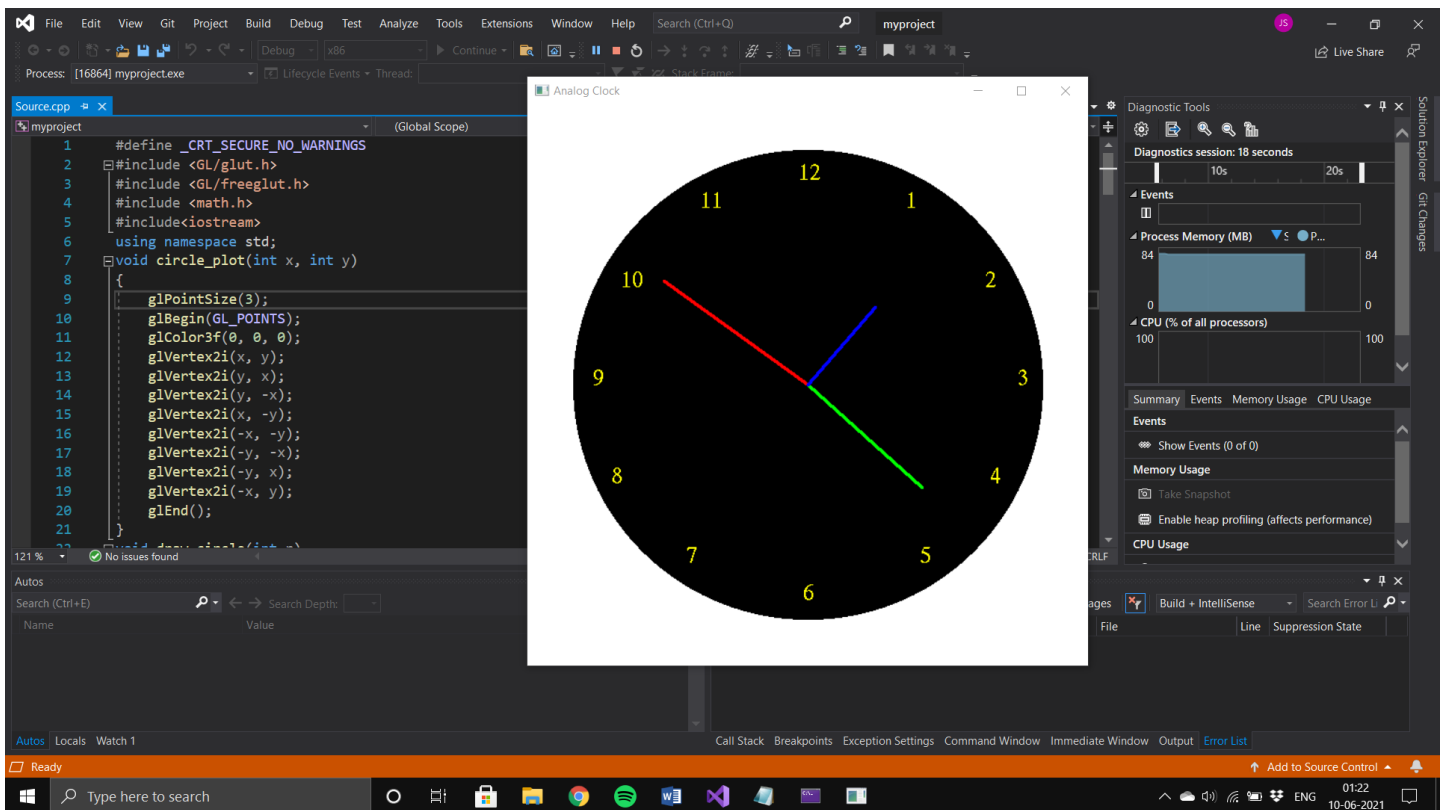 File Edit View Git Project Build Debug Test Analyze Tools Extensions Window Help Search (Ctrl+Q) myproject JS
Debug x86 Continue Live Share
Process: [16864] myproject.exe Lifecycle Events Thread: Stack Frame:
Analog Clock
Source.cpp
myproject (Global Scope)
1 #define _CRT_SECURE_NO_WARNINGS
2 #include <GL/glut.h>
3 #include <GL/freeglut.h>
4 #include <math.h>
5 #include<iostream>
6 using namespace std;
7 void circle_plot(int x, int y)
8 {
9 glPointSize(3);
10 glBegin(GL_POINTS);
11 glColor3f(0, 0, 0);
12 glVertex2i(x, y);
13 glVertex2i(y, x);
14 glVertex2i(y, -x);
15 glVertex2i(x, -y);
16 glVertex2i(-x, -y);
17 glVertex2i(-y, -x);
18 glVertex2i(-y, x);
19 glVertex2i(-x, y);
20 glEnd();
21 }
121 % No issues found
CRLF
12
11 1
10 2
9 3
8 4
7 5
6
Diagnostic Tools
Diagnostics session: 18 seconds
10s 20s
Events
Process Memory (MB) S P...
84 84
0 0
CPU (% of all processors)
100 100
Summary Events Memory Usage CPU Usage
Events
Show Events (0 of 0)
Memory Usage
Take Snapshot
Enable heap profiling (affects performance)
CPU Usage
Solution Explorer
Git Changes
Autos
Search (Ctrl+E) Search Depth:
Name Value
ages Build + IntelliSense Search Error Li
File Line Suppression State
Autos Locals Watch 1
Call Stack Breakpoints Exception Settings Command Window Immediate Window Output Error List
Ready Add to Source Control
Type here to search
ENG 01:22
10-06-2021